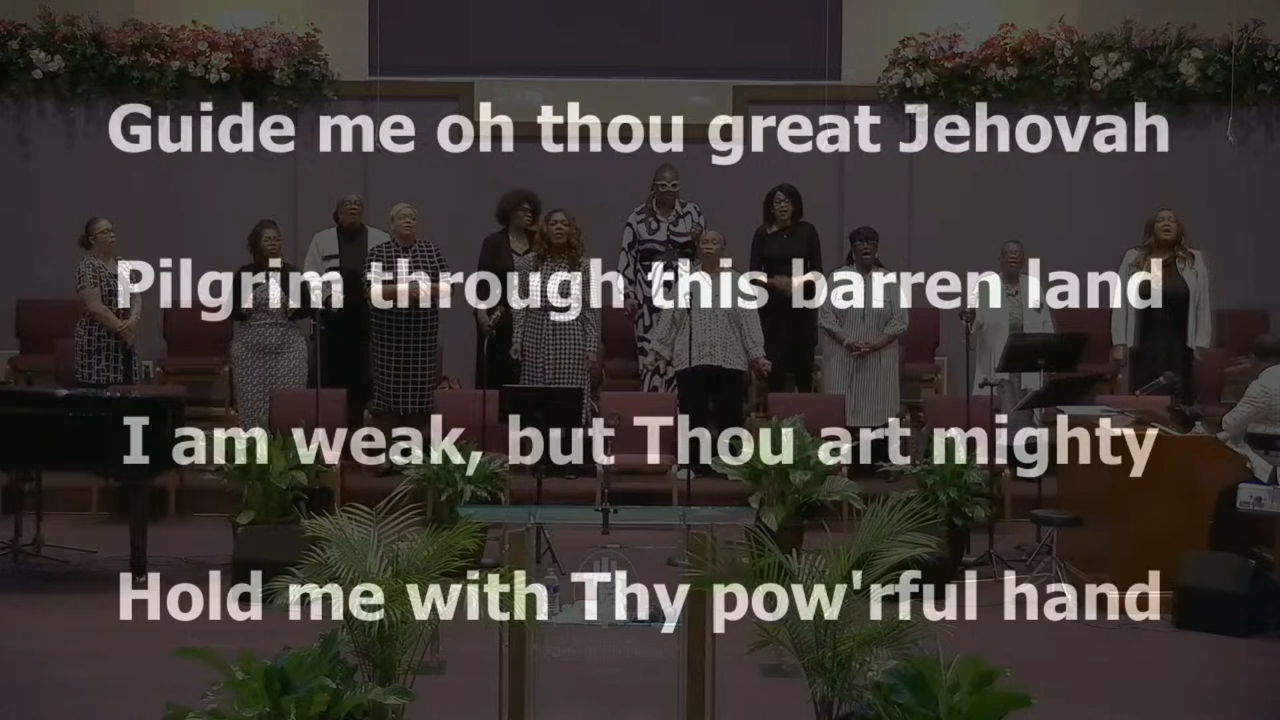 Guide me oh thou great Jehovah
Pilgrim through this barren land
I am weak, but Thou art mighty
Hold me with Thy pow'rful hand